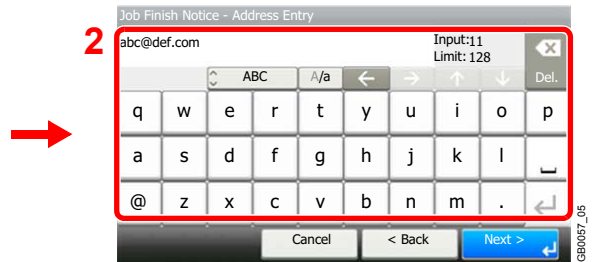 Job Finish Notice - Address Entry
2
abc@def.com
Input:11
Limit: 128
ABC A/a Del.
q w e r t y u i o p
a s d f g h j k l
@ z x c v b n m .
Cancel < Back Next >
GB0057_05